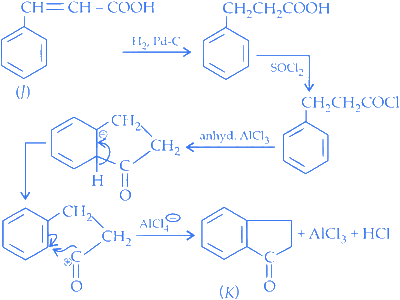 CH=CH–COOH
(J)
H₂, Pd-C
CH₂CH₂COOH
SOCl₂
CH₂CH₂COCl
anhyd. AlCl₃
CH₂
CH₂
⊖
H
C
O
CH₂
CH₂
C
⊕
O
AlCl₄⊖
C
O
+ AlCl₃ + HCl
(K)